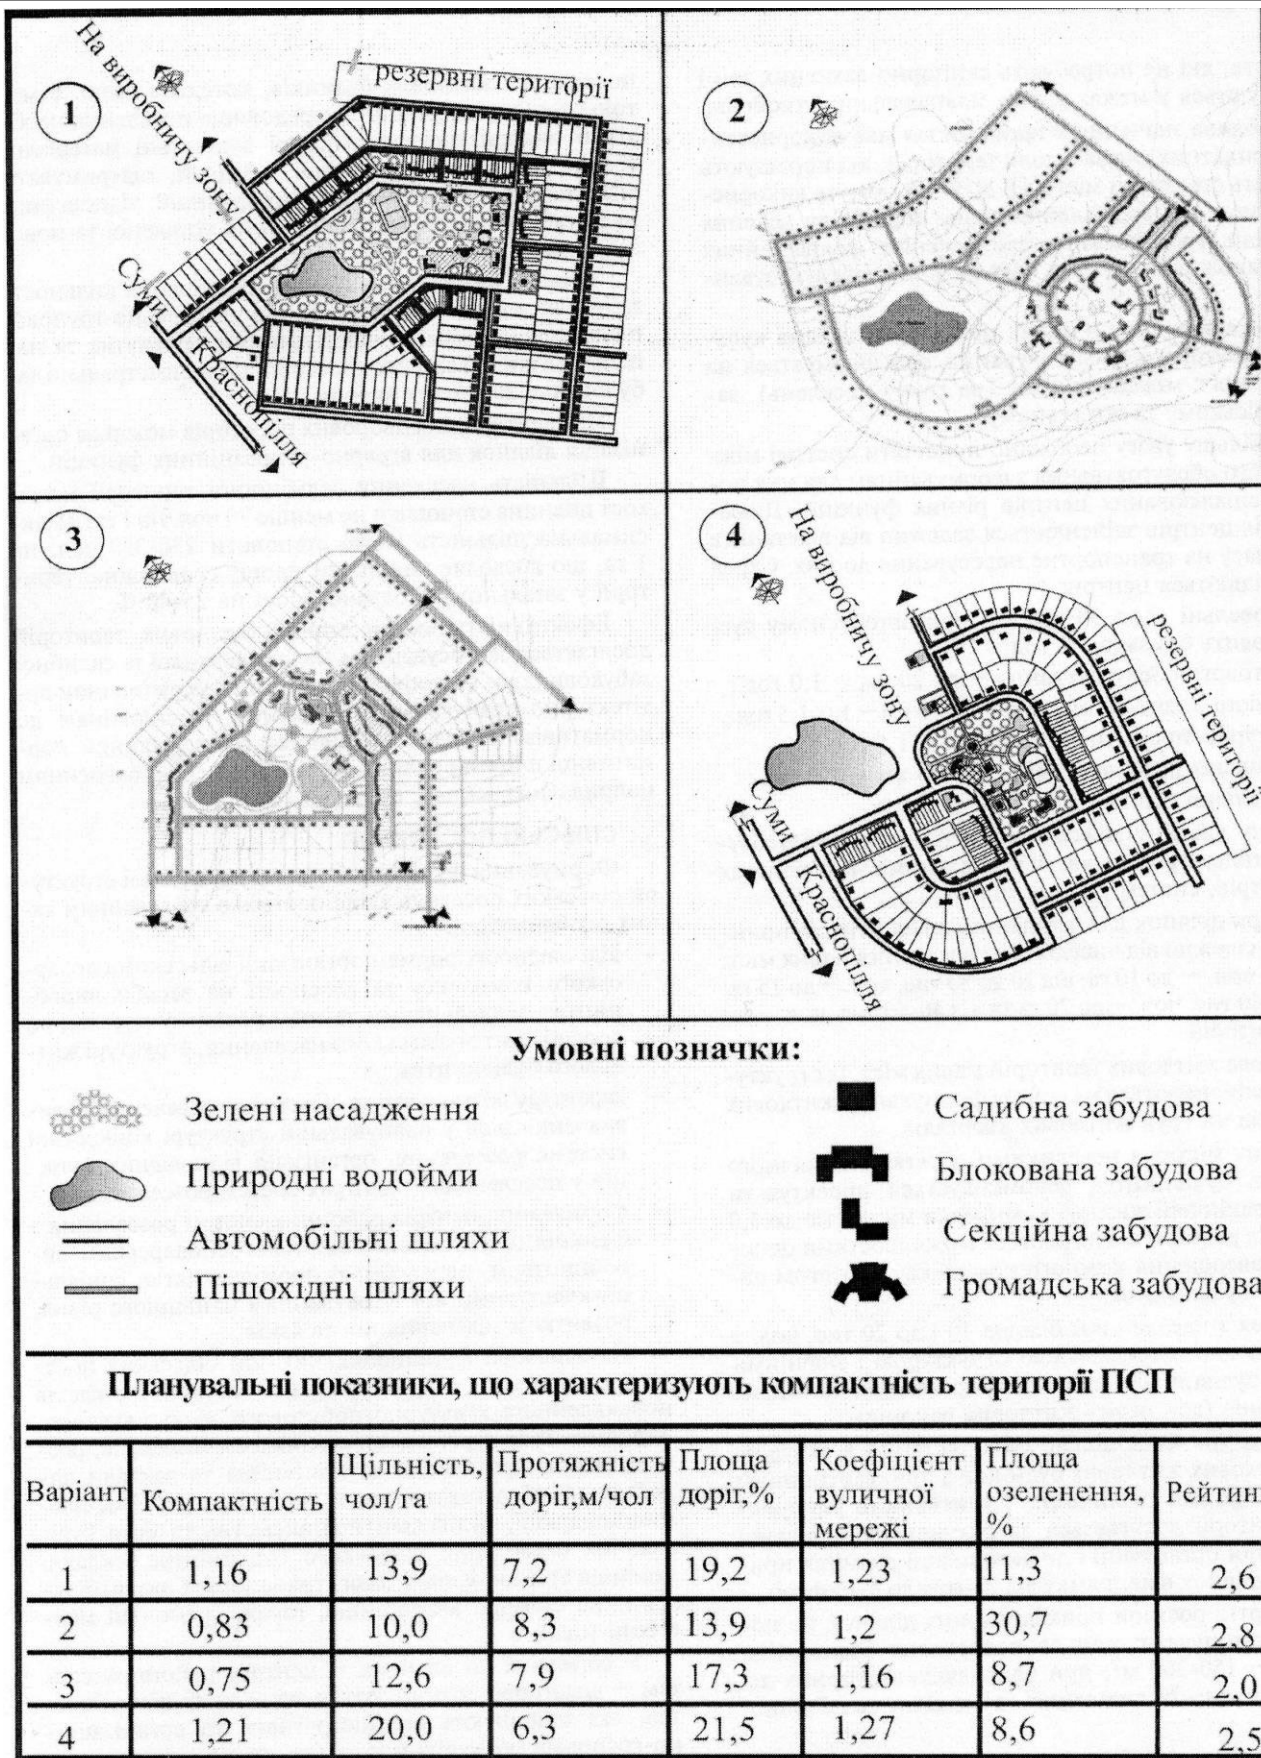 1
На виробничу зону
резервні території
Суми
Краснопілля
2
3
4
На виробничу зону
резервні території
Суми
Краснопілля
Умовні позначки:
Зелені насадження
Природні водойми
Автомобільні шляхи
Пішохідні шляхи
Садибна забудова
Блокована забудова
Секційна забудова
Громадська забудова
Планувальні показники, що характеризують компактність території ПСП
Варіант Компактність Щільність, чол/га Протяжність доріг,м/чол Площа доріг,% Коефіцієнт вуличної мережі Площа озеленення, %
1 1,16 13,9 7,2 19,2 1,23 11,3 2,6
2 0,83 10,0 8,3 13,9 1,2 30,7 2,8
3 0,75 12,6 7,9 17,3 1,16 8,7 2,0
4 1,21 20,0 6,3 21,5 1,27 8,6 2,5